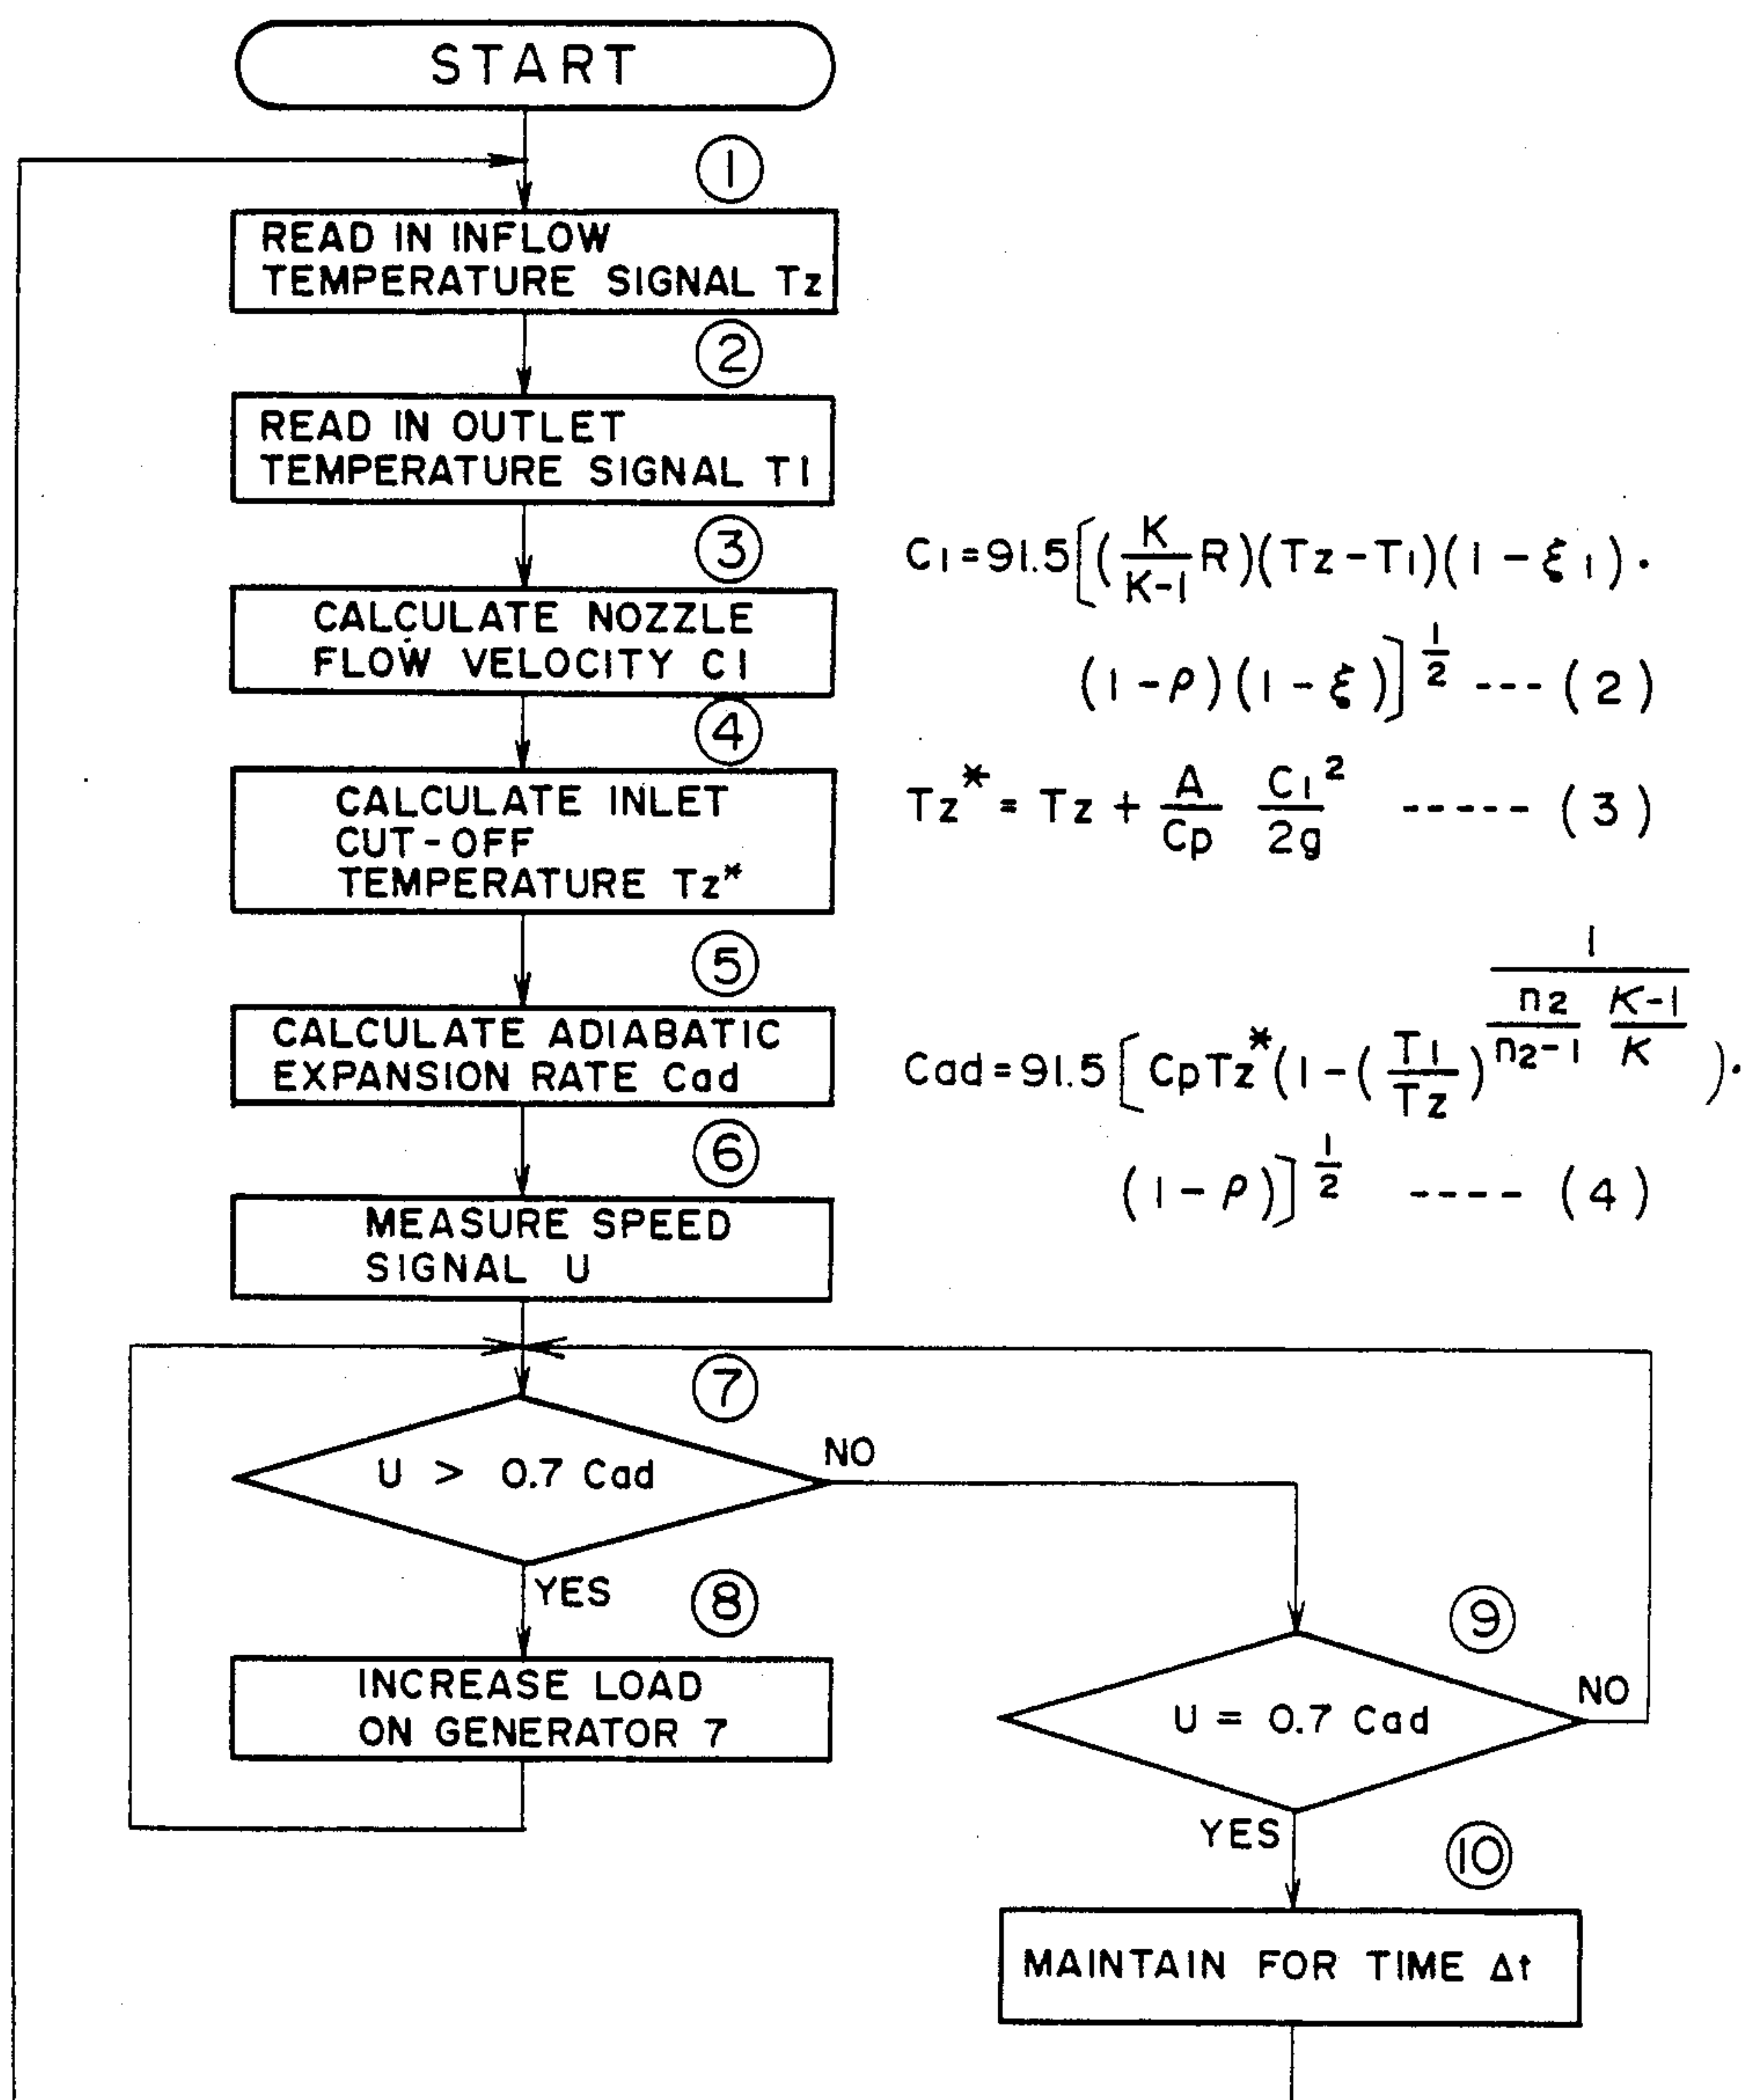 START
①
READ IN INFLOW
TEMPERATURE SIGNAL Tz
②
READ IN OUTLET
TEMPERATURE SIGNAL T1
③
CALCULATE NOZZLE
FLOW VELOCITY C1
C1=91.5[(K/K-1 R)(Tz-T1)(1-ξ1)·
(1-ρ)(1-ξ)]^1/2 --- (2)
④
CALCULATE INLET
CUT-OFF
TEMPERATURE Tz*
Tz* = Tz + A/Cp C1²/2g ----- (3)
⑤
CALCULATE ADIABATIC
EXPANSION RATE Cad
Cad=91.5[CpTz*(1-(T1/Tz)^1/(n2/n2-1 K-1/K))·
(1-ρ)]^1/2 ---- (4)
⑥
MEASURE SPEED
SIGNAL U
⑦
U > 0.7 Cad
NO
YES
⑧
INCREASE LOAD
ON GENERATOR 7
⑨
U = 0.7 Cad
NO
YES
⑩
MAINTAIN FOR TIME Δt